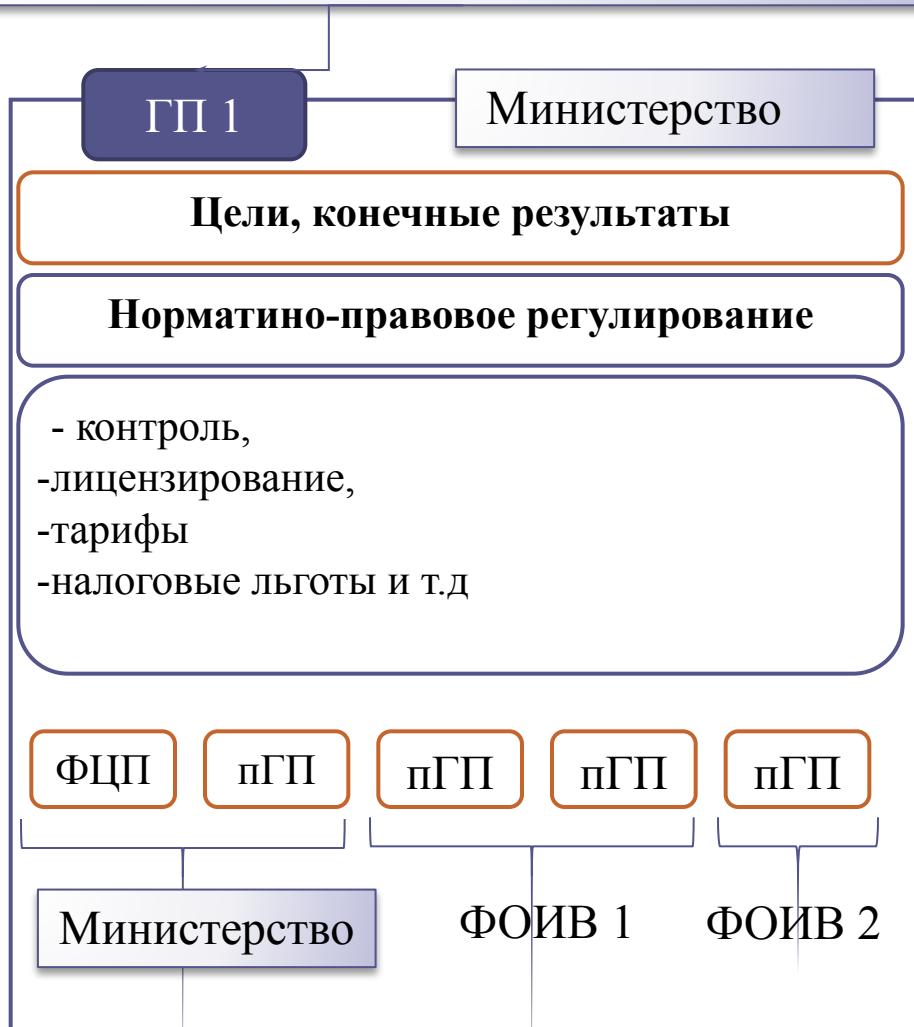 ГП 1
Министерство
Цели, конечные результаты
Норматино-правовое регулирование
- контроль,
-лицензирование,
-тарифы
-налоговые льготы и т.д
ФЦП
пГП
пГП
пГП
пГП
Министерство
ФОИВ 1
ФОИВ 2